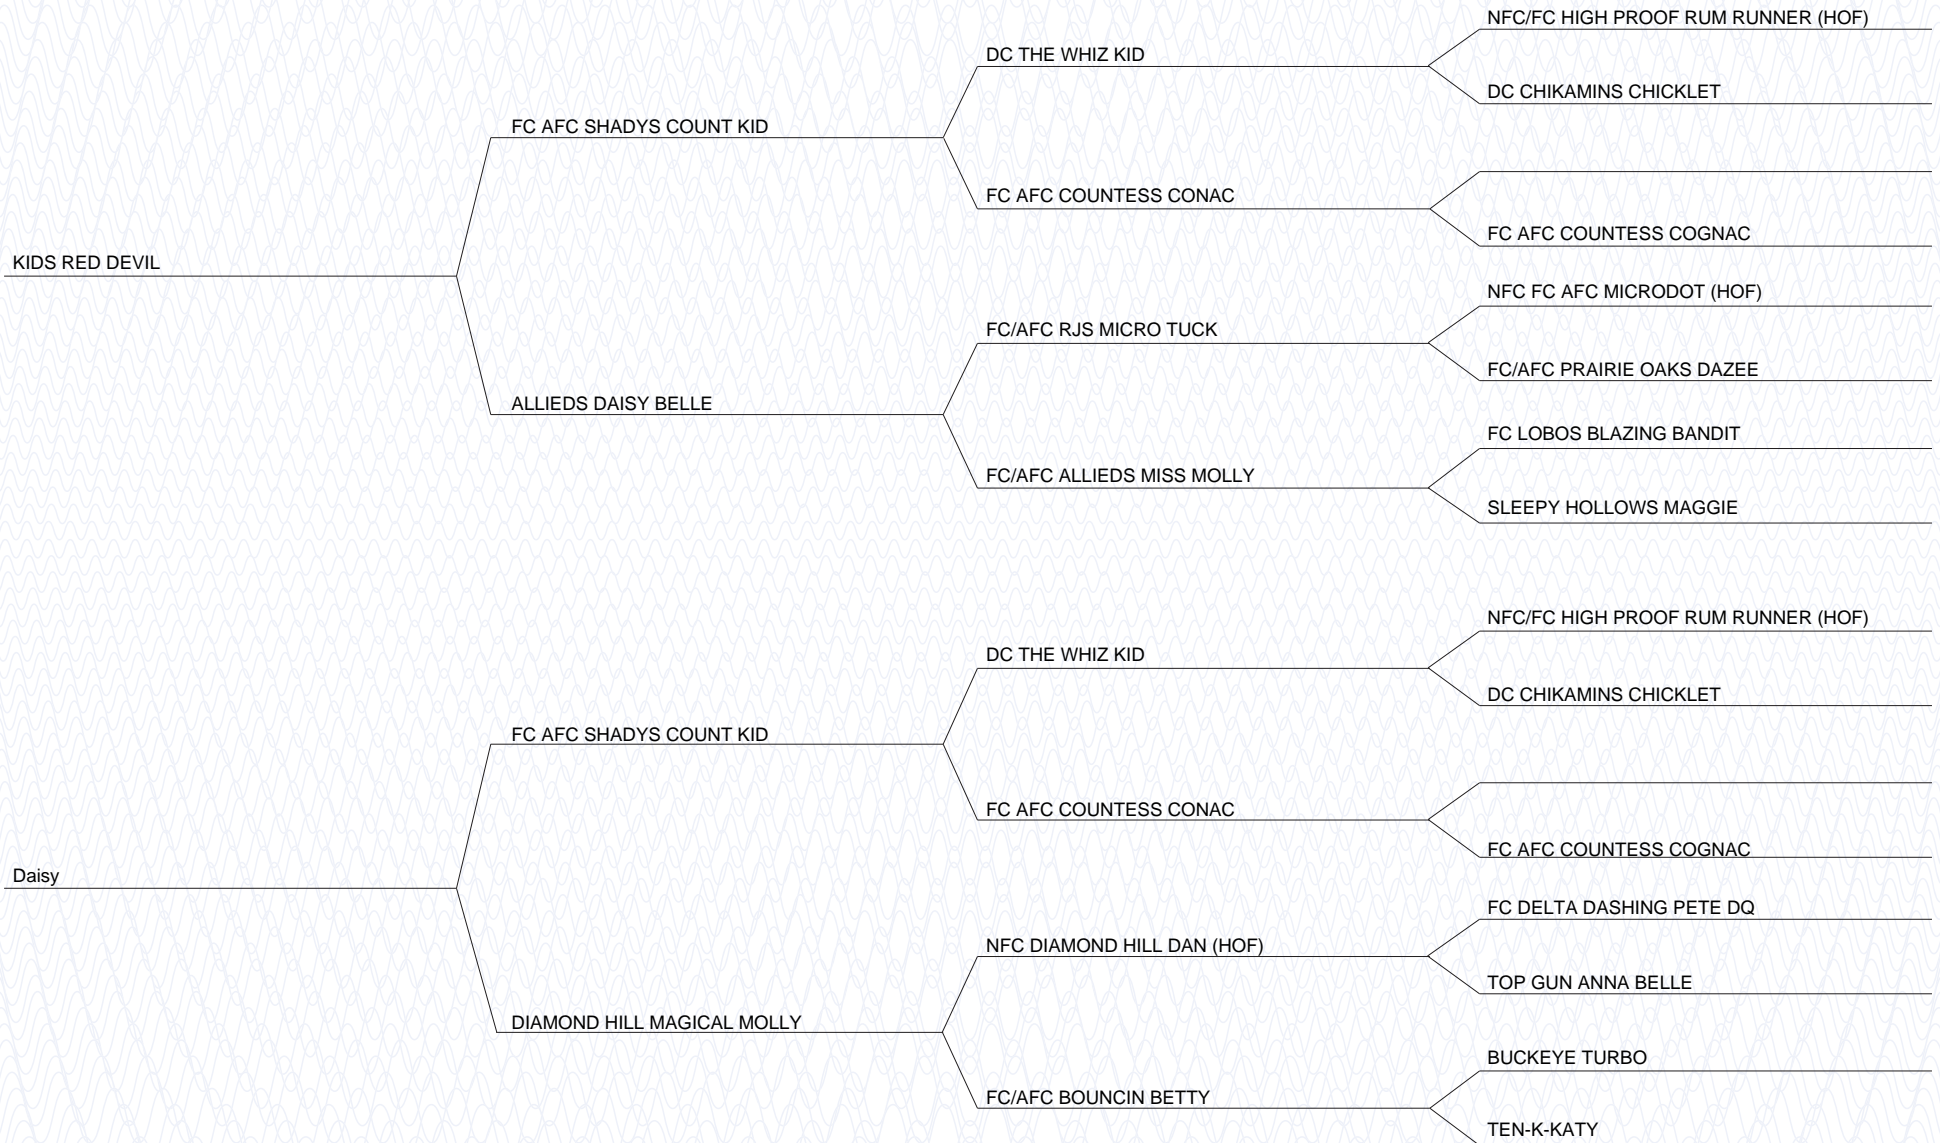 NFC/FC HIGH PROOF RUM RUNNER (HOF)
DC THE WHIZ KID
DC CHIKAMINS CHICKLET
FC AFC SHADYS COUNT KID
FC AFC COUNTESS CONAC
FC AFC COUNTESS COGNAC
KIDS RED DEVIL
NFC FC AFC MICRODOT (HOF)
FC/AFC RJS MICRO TUCK
FC/AFC PRAIRIE OAKS DAZEE
ALLIEDS DAISY BELLE
FC LOBOS BLAZING BANDIT
FC/AFC ALLIEDS MISS MOLLY
SLEEPY HOLLOWS MAGGIE
NFC/FC HIGH PROOF RUM RUNNER (HOF)
DC THE WHIZ KID
DC CHIKAMINS CHICKLET
FC AFC SHADYS COUNT KID
FC AFC COUNTESS CONAC
FC AFC COUNTESS COGNAC
Daisy
FC DELTA DASHING PETE DQ
NFC DIAMOND HILL DAN (HOF)
TOP GUN ANNA BELLE
DIAMOND HILL MAGICAL MOLLY
BUCKEYE TURBO
FC/AFC BOUNCIN BETTY
TEN-K-KATY